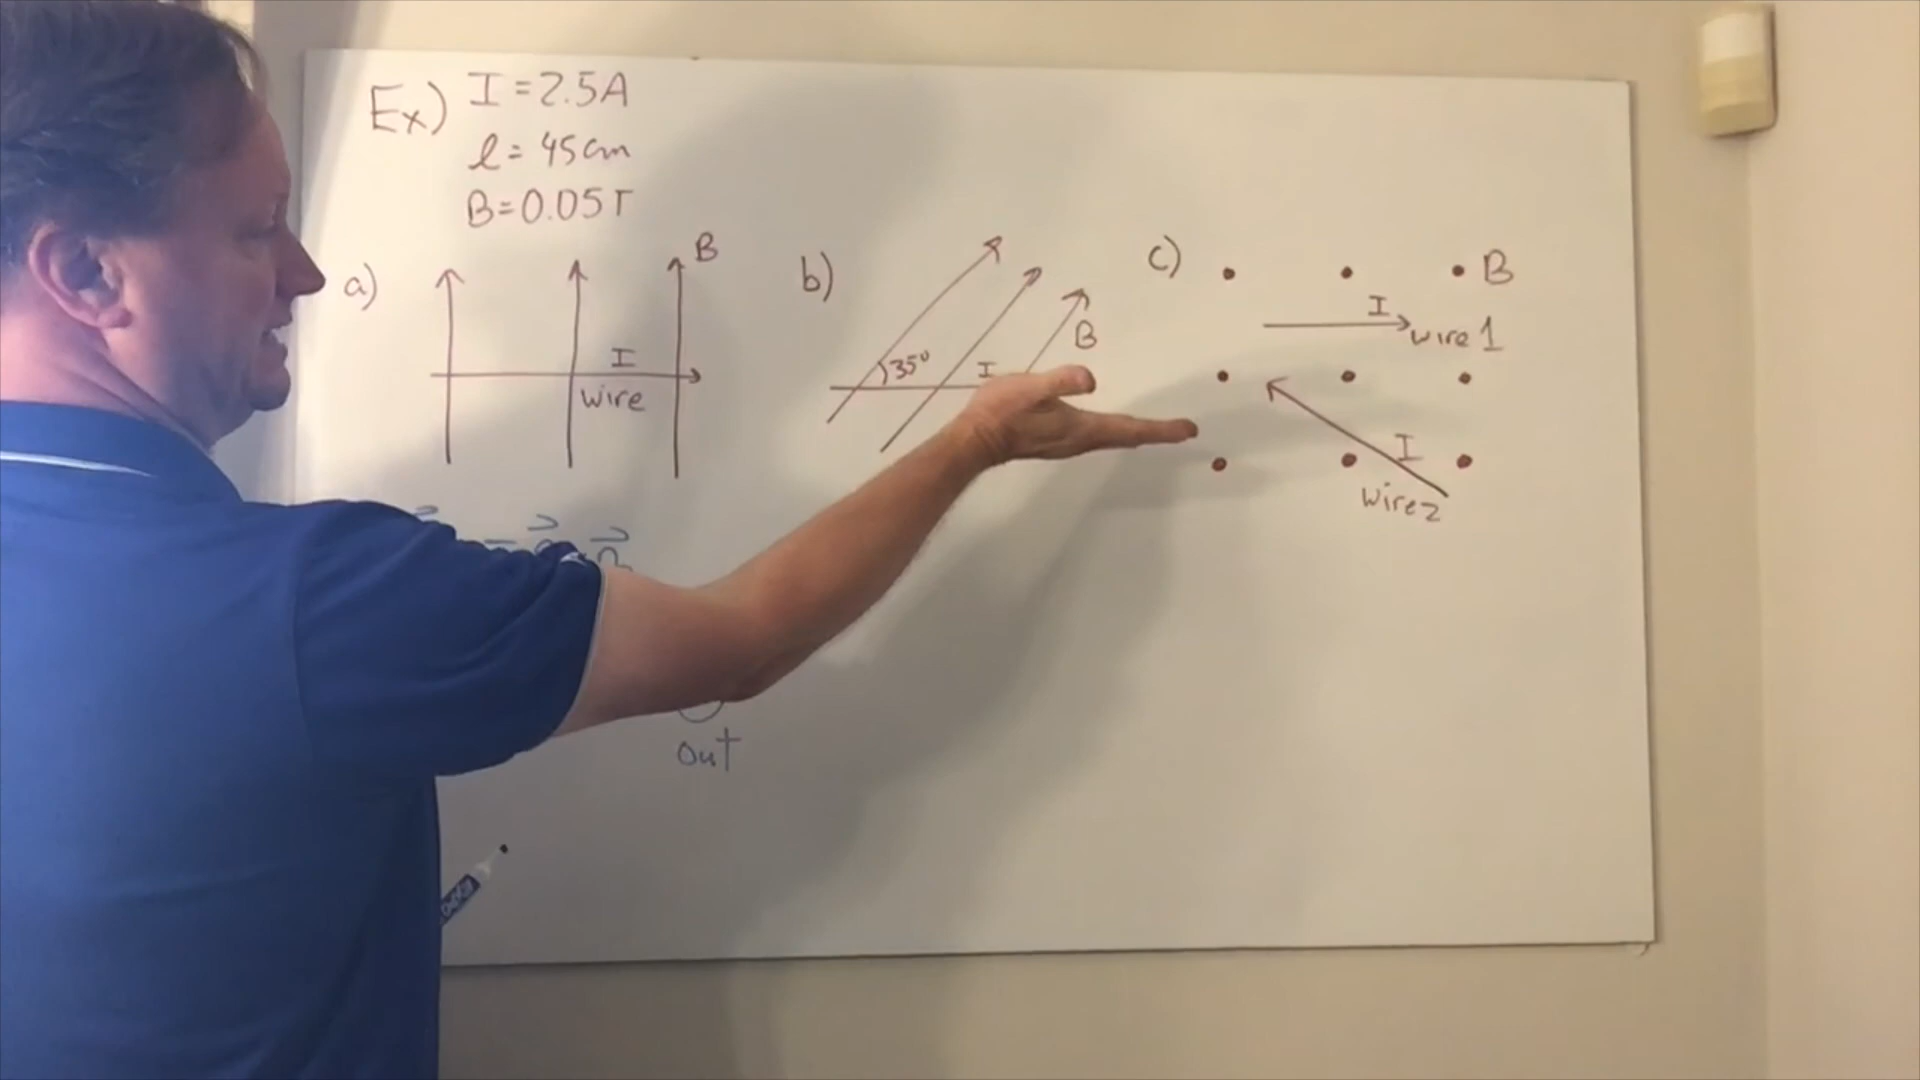 Ex) I = 2.5A
l = 45cm
B = 0.05T
a)
B
I
wire
b)
35°
I
B
c)
B
I
wire 1
I
wire 2
out